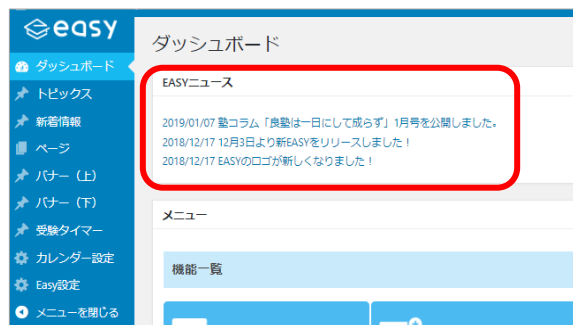 easy
ダッシュボード
トピックス
新着情報
ページ
バナー（上）
バナー（下）
受験タイマー
カレンダー設定
Easy設定
メニューを閉じる
ダッシュボード
EASYニュース
2019/01/07 塾コラム「良塾は一日にして成らず」1月号を公開しました。
2018/12/17 12月3日より新EASYをリリースしました！
2018/12/17 EASYのロゴが新しくなりました！
メニュー
機能一覧